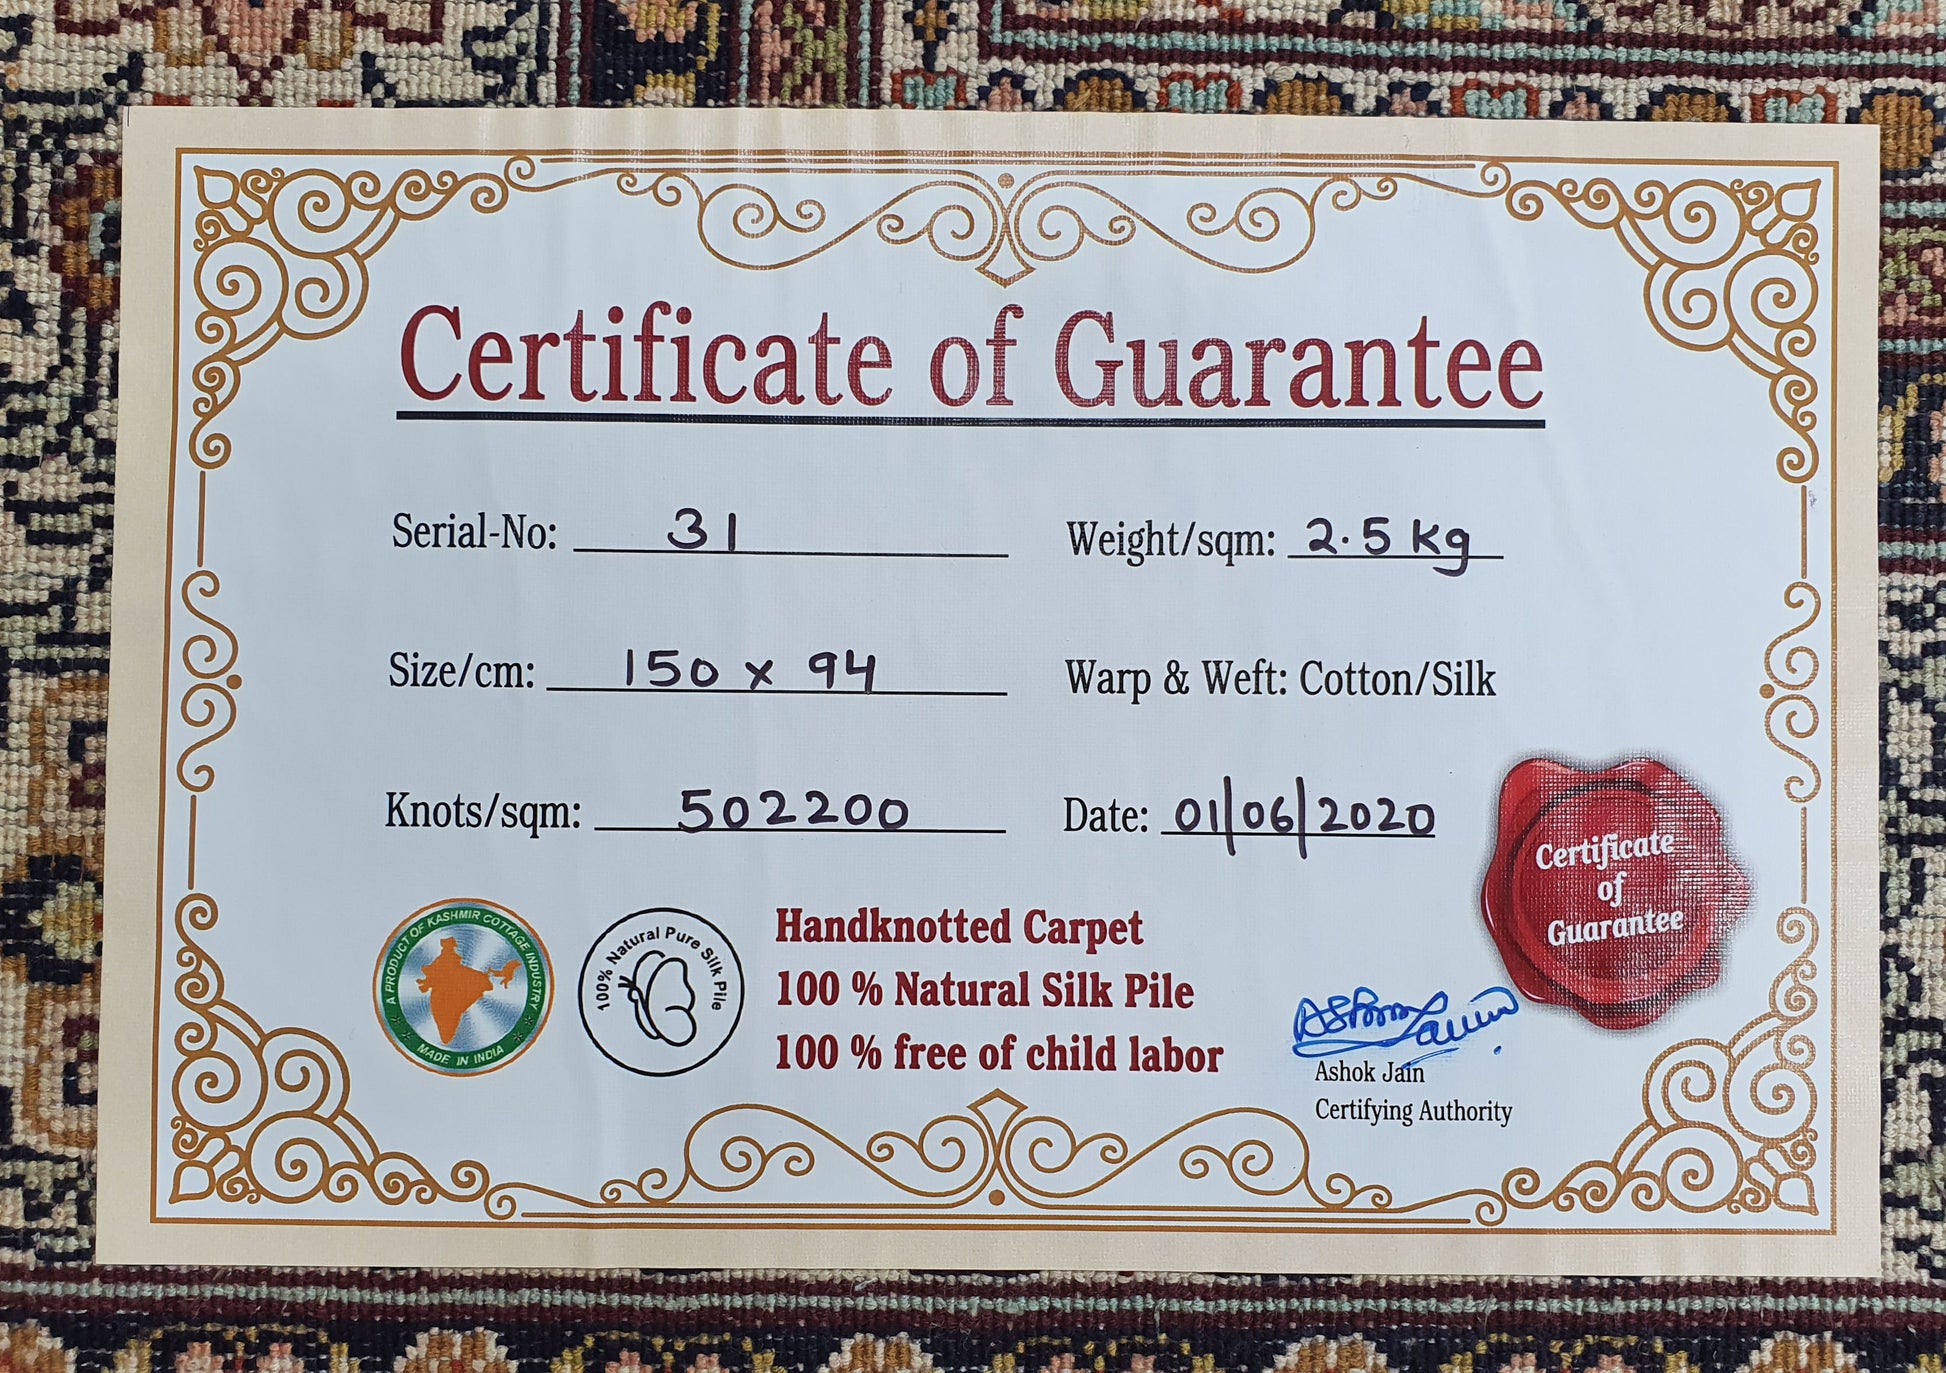 Certificate of Guarantee
Serial-No: 31
Weight/sqm: 2.5 kg
Size/cm: 150 x 94
Warp & Weft: Cotton/Silk
Knots/sqm: 502200
Date: 01/06/2020
Certificate
of
Guarantee
A PRODUCT OF KASHMIR COTTAGE INDUSTRY
MADE IN INDIA
100% Natural Pure Silk Pile
Handknotted Carpet
100 % Natural Silk Pile
100 % free of child labor
Ashok Jain
Certifying Authority